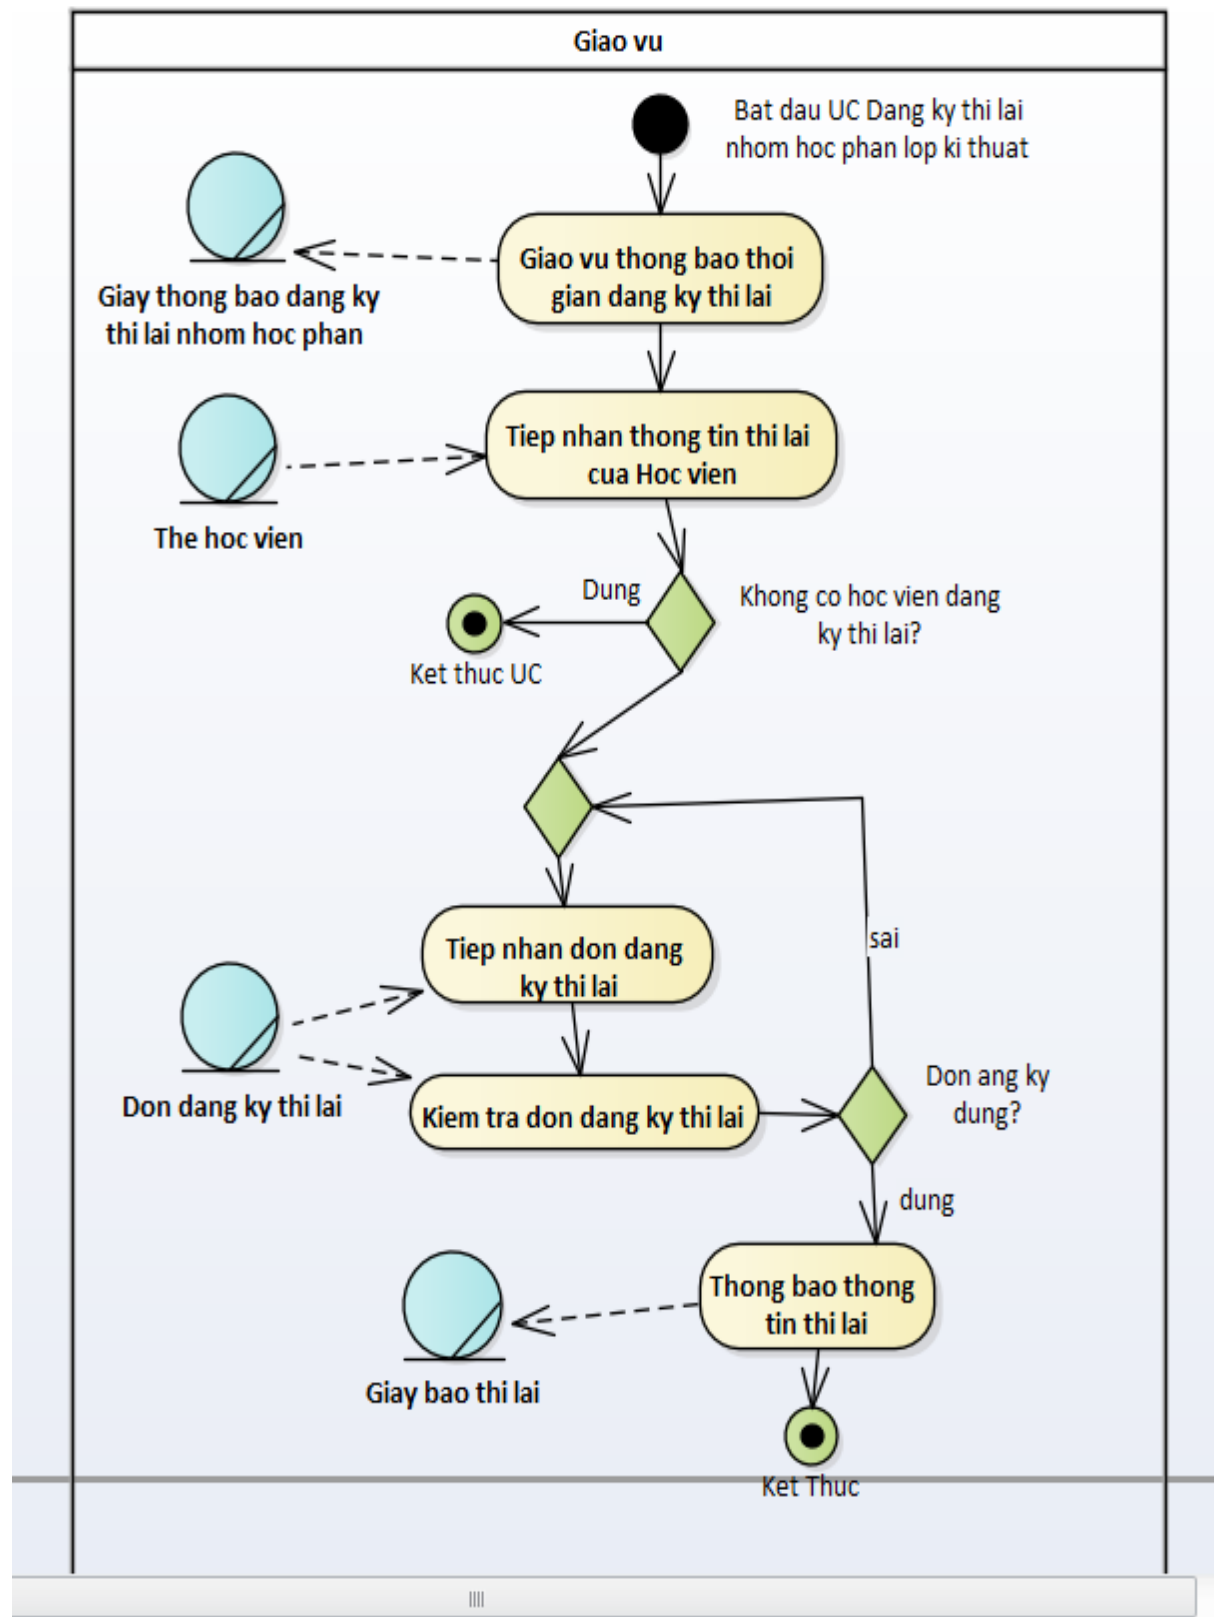 Giao vu
Bat dau UC Dang ky thi lai
nhom hoc phan lop ki thuat
Giao vu thong bao thoi
gian dang ky thi lai
Giay thong bao dang ky
thi lai nhom hoc phan
Tiep nhan thong tin thi lai
cua Hoc vien
The hoc vien
Dung
Khong co hoc vien dang
ky thi lai?
Ket thuc UC
sai
Tiep nhan don dang
ky thi lai
Don dang ky thi lai
Kiem tra don dang ky thi lai
Don ang ky
dung?
dung
Thong bao thong
tin thi lai
Giay bao thi lai
Ket Thuc